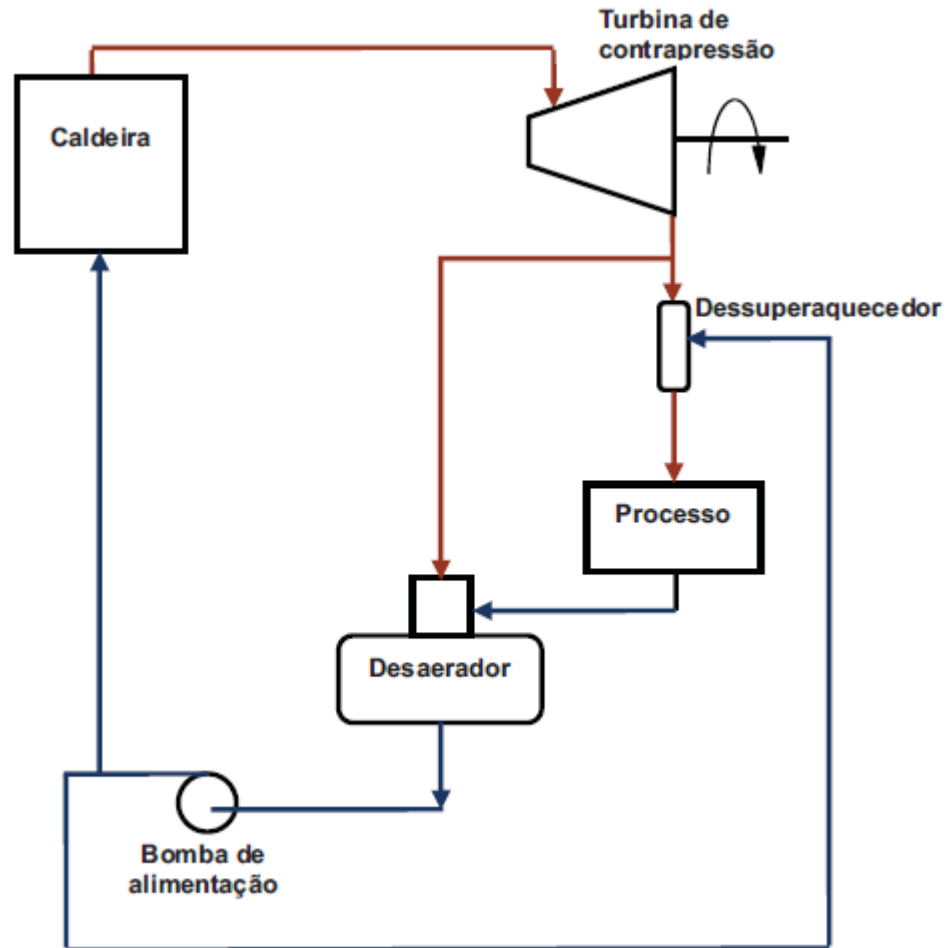 Turbina de
contrapressão
Caldeira
Dessuperaquecedor
Processo
Desaerador
Bomba de
alimentação